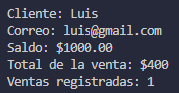 Cliente: Luis
Correo: luis@gmail.com
Saldo: $1000.00
Total de la venta: $400
Ventas registradas: 1